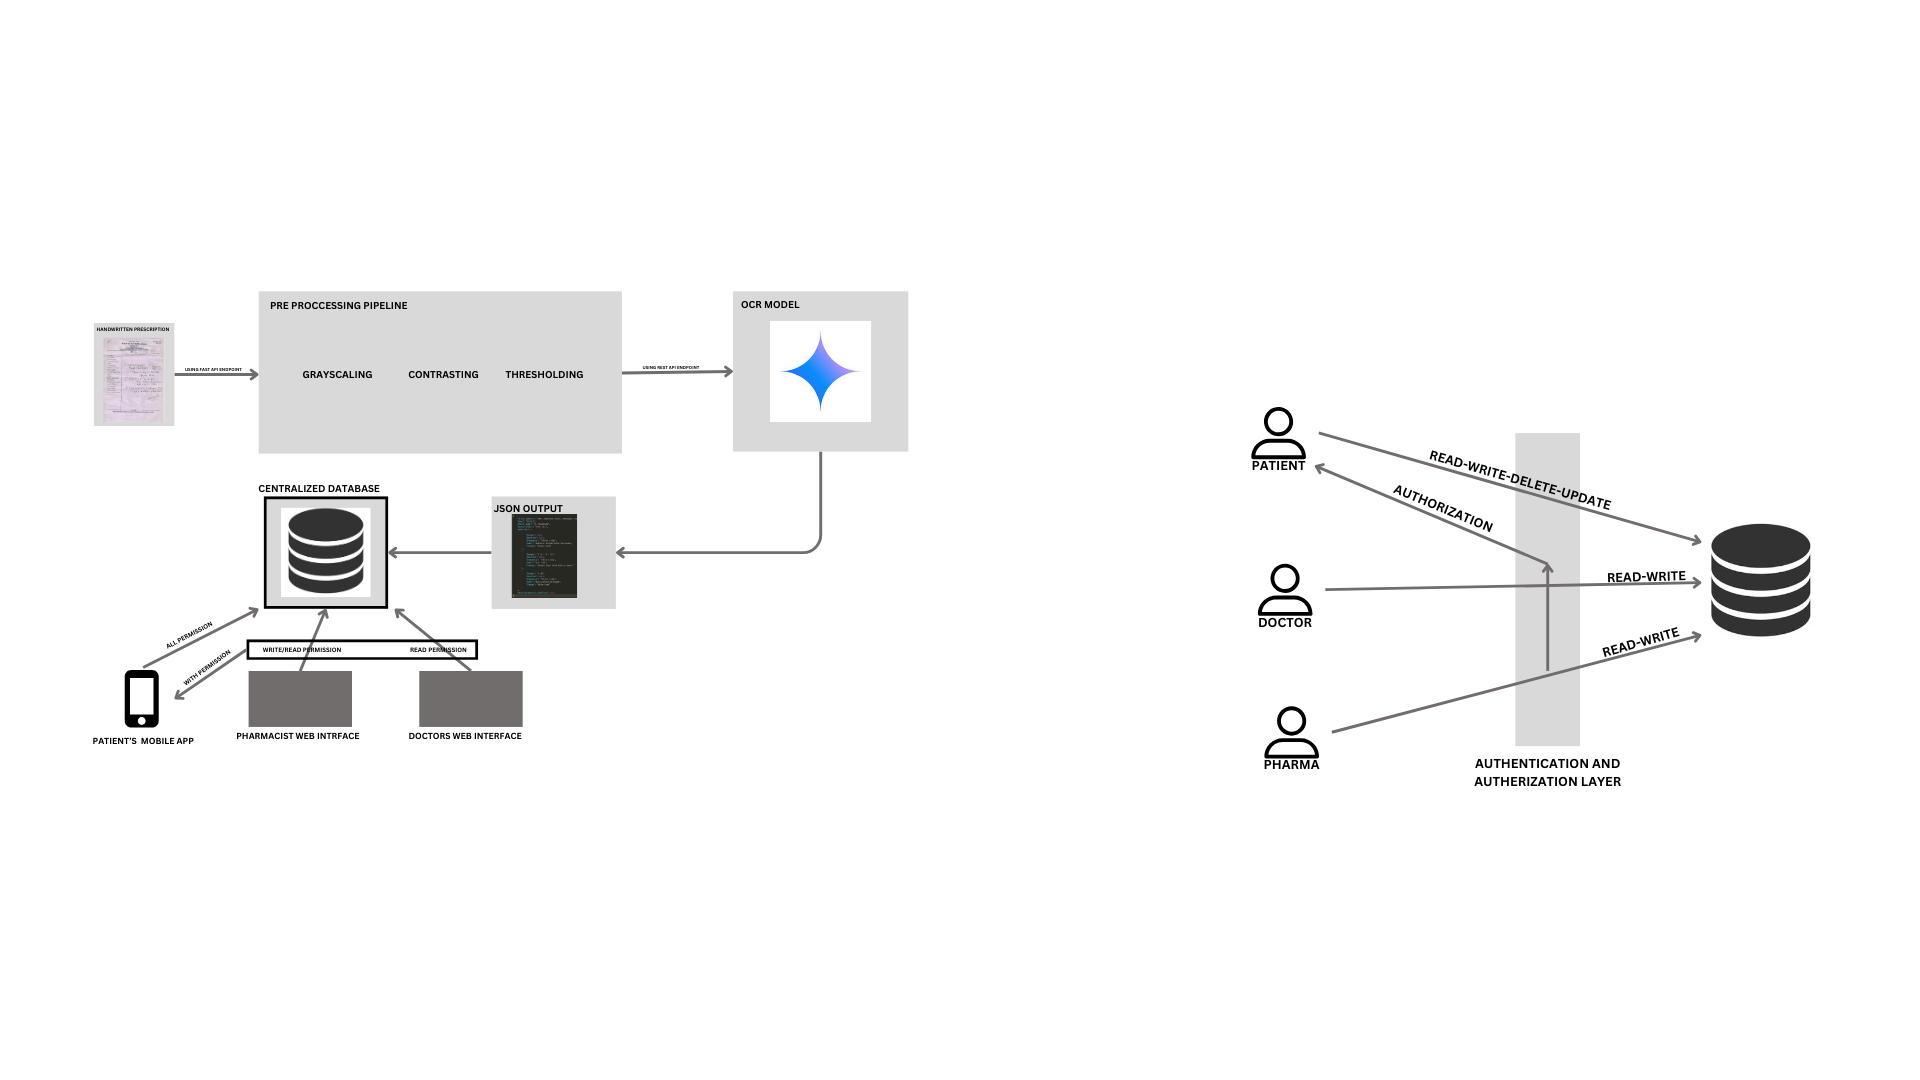 PRE PROCCESSING PIPELINE
OCR MODEL
HANDWRITTEN PRESCRIPTION
USING FAST API ENDPOINT
GRAYSCALING
CONTRASTING
THRESHOLDING
USING REST API ENDPOINT
CENTRALIZED DATABASE
JSON OUTPUT
ALL PERMISSION
WITH PERMISSION
WRITE/READ PERMISSION
READ PERMISSION
PATIENT'S MOBILE APP
PHARMACIST WEB INTRFACE
DOCTORS WEB INTERFACE
PATIENT
READ-WRITE-DELETE-UPDATE
AUTHORIZATION
DOCTOR
READ-WRITE
PHARMA
READ-WRITE
AUTHENTICATION AND
AUTHERIZATION LAYER